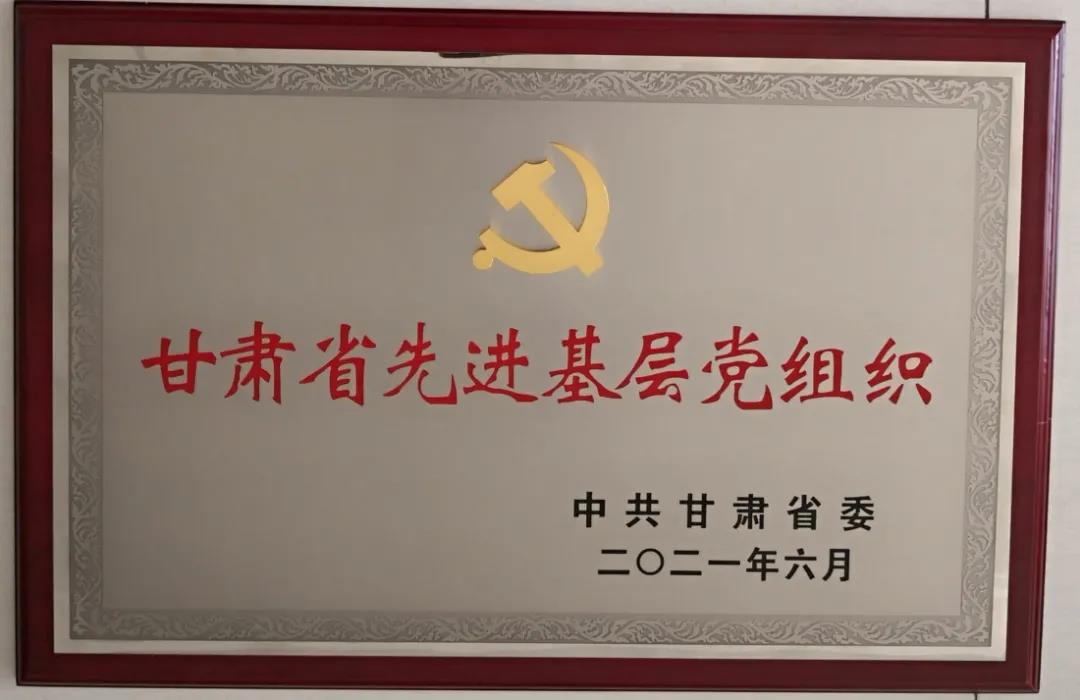 甘肃省先进基层党组织
中共甘肃省委
二〇二一年六月